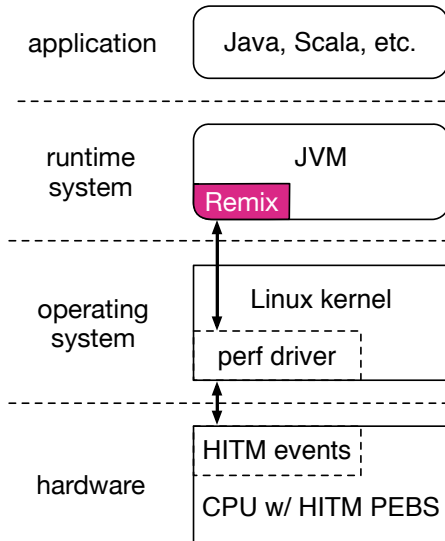 application
Java, Scala, etc.
runtime
system
JVM
Remix
operating
system
Linux kernel
perf driver
hardware
HITM events
CPU w/ HITM PEBS